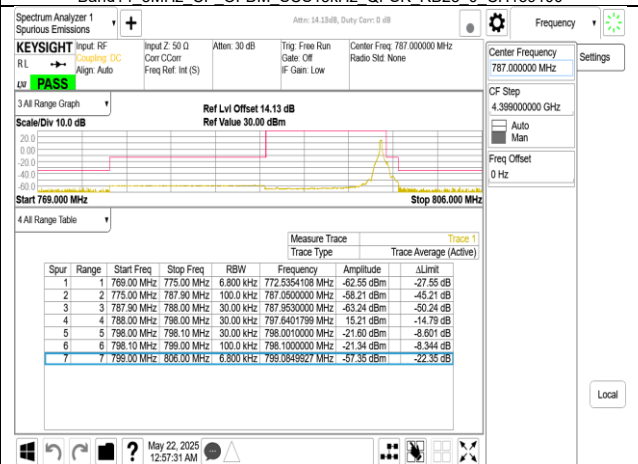 Spectrum Analyzer 1
Spurious Emissions
Attn: 14.13dB, Duty Corr: 0 dB
Frequency
KEYSIGHT
RL
Align: Auto
PASS
Input: RF
Coupling: DC
Input Z: 50 Ω
Corr CCorr
Freq Ref: Int (S)
Atten: 30 dB
Trig: Free Run
Gate: Off
IF Gain: Low
Center Freq: 787.000000 MHz
Radio Std: None
Center Frequency
787.000000 MHz
Settings
CF Step
4.399000000 GHz
Auto
Man
Freq Offset
0 Hz
3 All Range Graph
Scale/Div 10.0 dB
Ref Lvl Offset 14.13 dB
Ref Value 30.00 dBm
20.0
0.00
-20.0
-40.0
-60.0
Start 769.000 MHz
Stop 806.000 MHz
4 All Range Table
Measure Trace Trace 1
Trace Type Trace Average (Active)
Spur Range Start Freq Stop Freq RBW Frequency Amplitude ΔLimit
1 1 769.00 MHz 775.00 MHz 6.800 kHz 772.5354108 MHz -62.55 dBm -27.55 dB
2 2 775.00 MHz 787.90 MHz 100.0 kHz 787.0500000 MHz -58.21 dBm -45.21 dB
3 3 787.90 MHz 788.00 MHz 30.00 kHz 787.9530000 MHz -63.24 dBm -50.24 dB
4 4 788.00 MHz 798.00 MHz 30.00 kHz 797.6401799 MHz 15.21 dBm -14.79 dB
5 5 798.00 MHz 798.10 MHz 30.00 kHz 798.0010000 MHz -21.60 dBm -8.601 dB
6 6 798.10 MHz 799.00 MHz 100.0 kHz 798.1000000 MHz -21.34 dBm -8.344 dB
7 7 799.00 MHz 806.00 MHz 6.800 kHz 799.0849927 MHz -57.35 dBm -22.35 dB
Local
May 22, 2025
12:57:31 AM